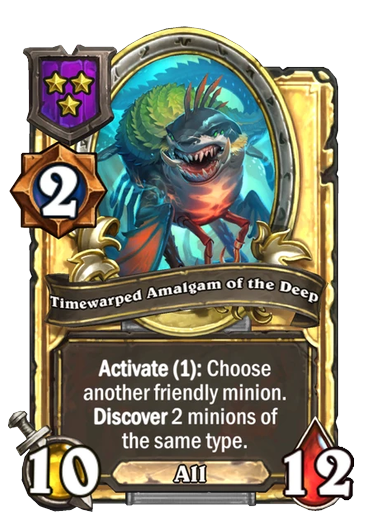 2
Timewarped Amalgam of the Deep
Activate (1): Choose
another friendly minion.
Discover 2 minions of
the same type.
10
All
12